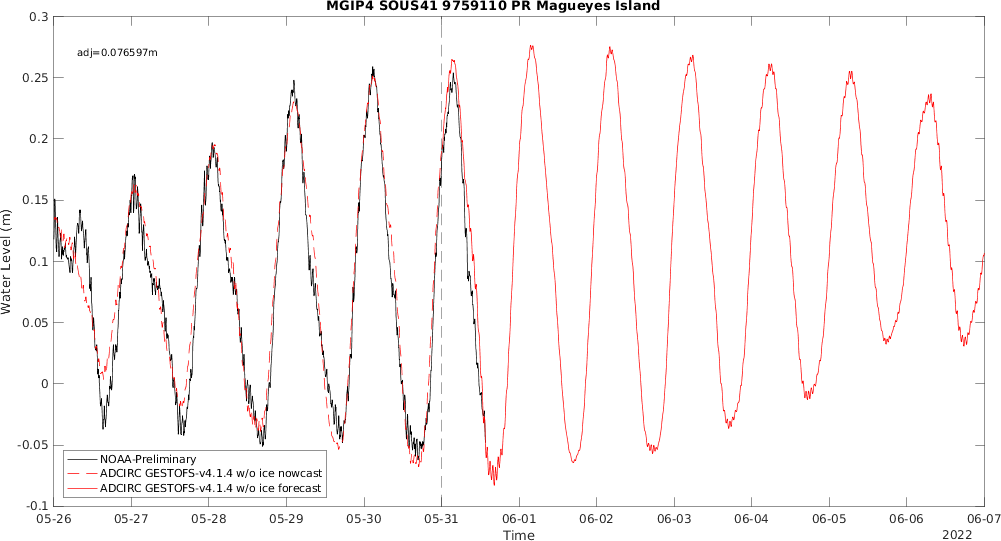 MGIP4 SOUS41 9759110 PR Magueyes Island
adj=0.076597m
0.3
0.25
0.2
0.15
0.1
0.05
0
-0.05
-0.1
Water Level (m)
NOAA-Preliminary
ADCIRC GESTOFS-v4.1.4 w/o ice nowcast
ADCIRC GESTOFS-v4.1.4 w/o ice forecast
05-26 05-27 05-28 05-29 05-30 05-31 06-01 06-02 06-03 06-04 06-05 06-06 06-07
Time
2022